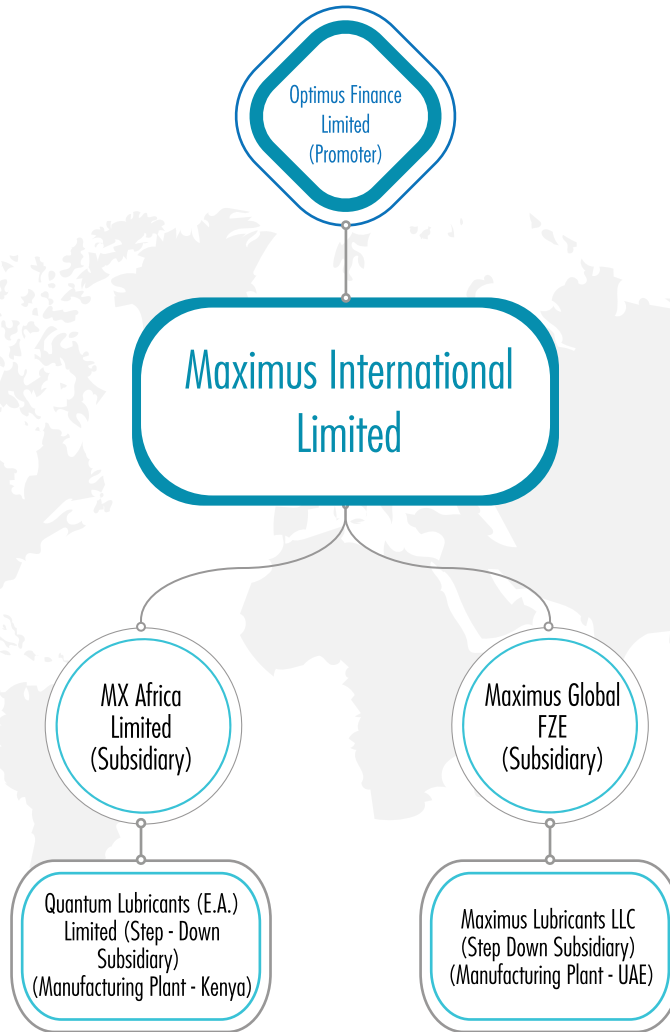 Optimus Finance
Limited
(Promoter)
Maximus International
Limited
MX Africa
Limited
(Subsidiary)
Maximus Global
FZE
(Subsidiary)
Quantum Lubricants (E.A.)
Limited (Step - Down
Subsidiary)
(Manufacturing Plant - Kenya)
Maximus Lubricants LLC
(Step Down Subsidiary)
(Manufacturing Plant - UAE)